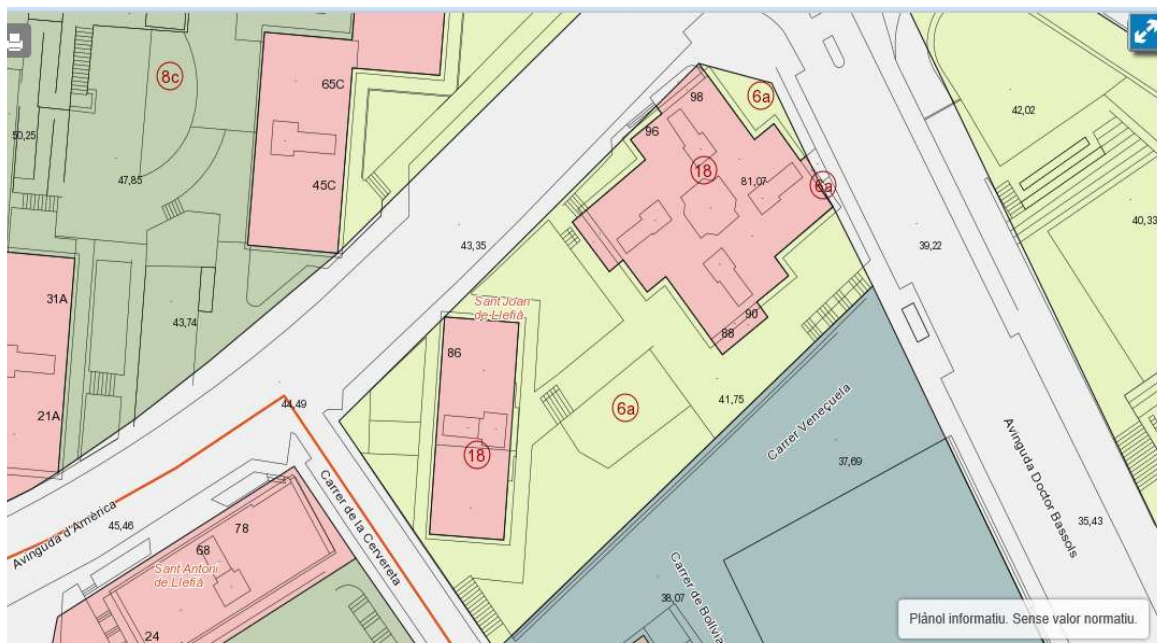 8c
65C
98
6a
96
42,02
50,25
18
81,07
6a
47,85
45C
40,33
43,35
39,22
31A
Sant Joan
de Llefià
90
88
43,74
86
6a
41,75
21A
44,49
Carrer Veneçuela
18
37,69
Avinguda Doctor Bassols
Avinguda d'Amèrica
45,46
78
Carrer de la Cervereta
35,43
68
Sant Antoni
de Llefià
38,07
Carrer de Bolívia
24
Plànol informatiu. Sense valor normatiu.